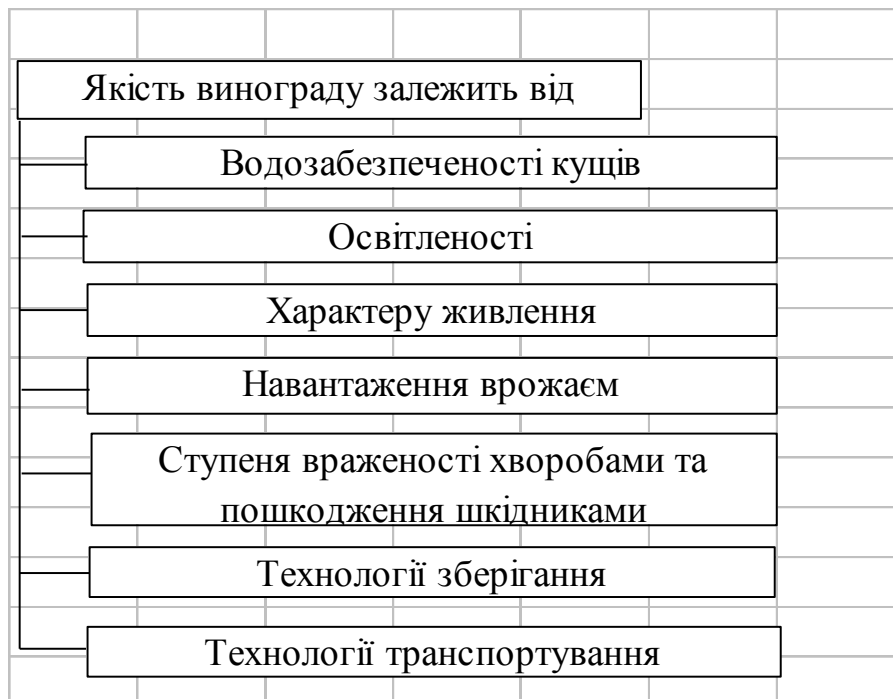 Якість винограду залежить від
Водозабезпеченості кущів
Освітленості
Характеру живлення
Навантаження врожаєм
Ступеня враженості хворобами та
пошкодження шкідниками
Технології зберігання
Технології транспортування